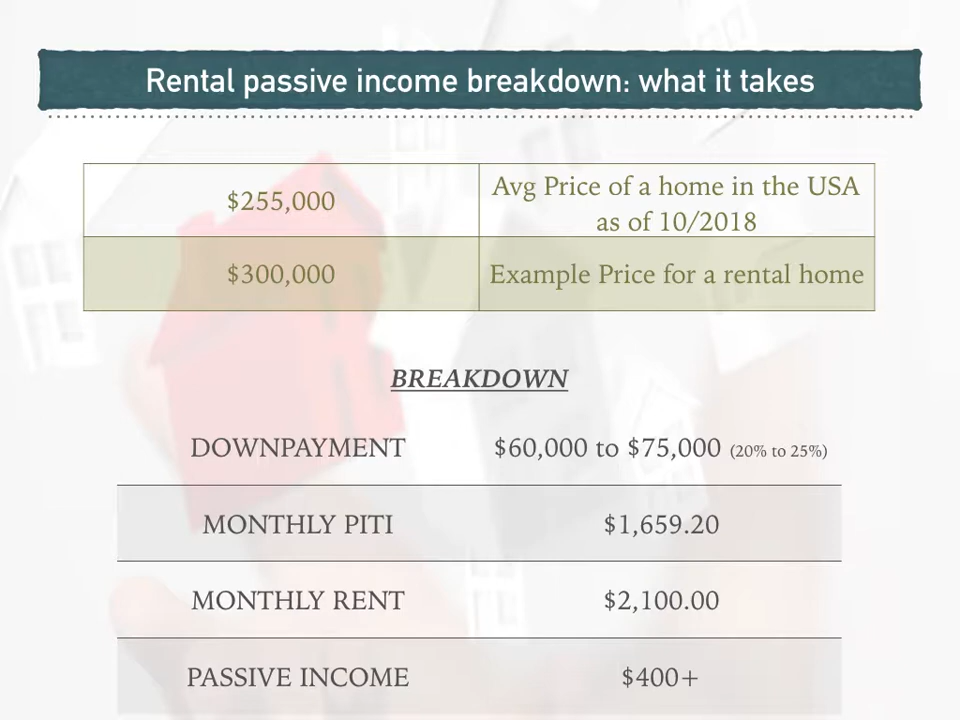 Rental passive income breakdown: what it takes
$255,000
Avg Price of a home in the USA
as of 10/2018
$300,000
Example Price for a rental home
BREAKDOWN
DOWNPAYMENT $60,000 to $75,000 (20% to 25%)
MONTHLY PITI $1,659.20
MONTHLY RENT $2,100.00
PASSIVE INCOME $400+